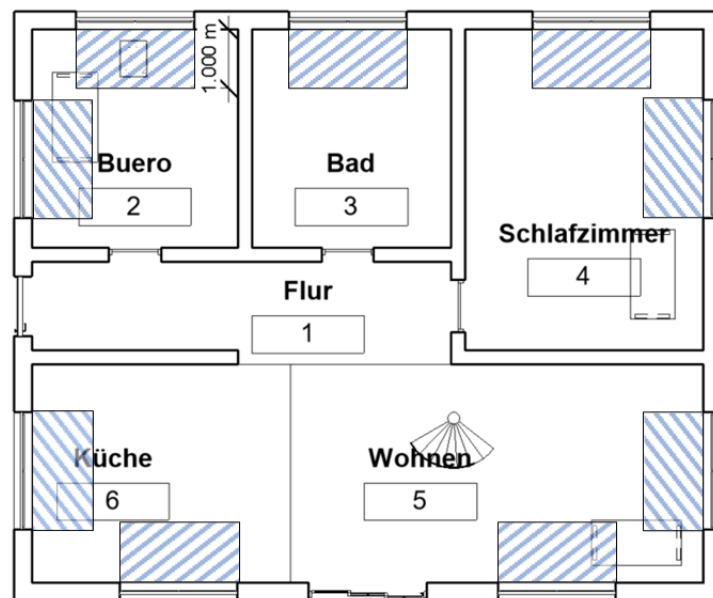 1.000 m
Buero
2
Bad
3
Schlafzimmer
4
Flur
1
Küche
6
Wohnen
5